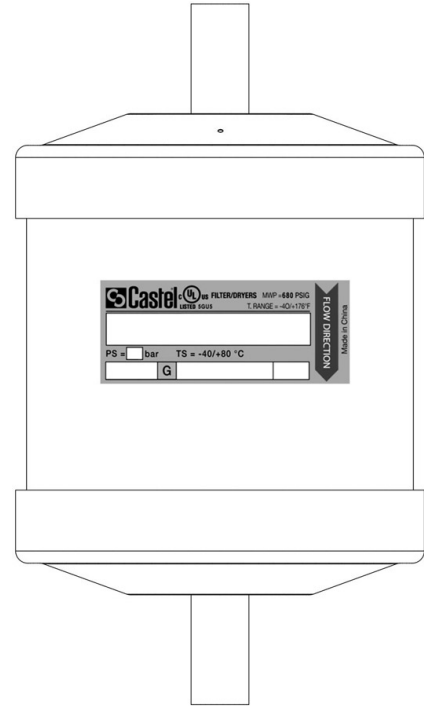 Castel c UL us FILTER/DRYERS MWP =680 PSIG
LISTED SGUS T. RANGE = -40/+176°F
PS = bar TS = -40/+80 °C
G
FLOW DIRECTION
Made in China